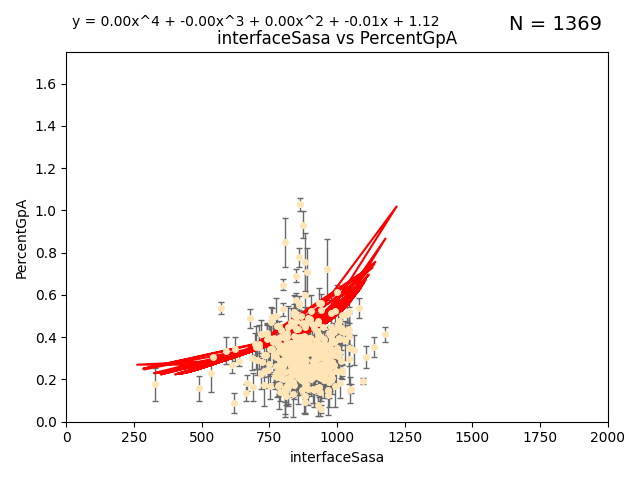 y = 0.00x^4 + -0.00x^3 + 0.00x^2 + -0.01x + 1.12
N = 1369
interfaceSasa vs PercentGpA
1.6
1.4
1.2
1.0
0.8
0.6
0.4
0.2
0.0
PercentGpA
0 250 500 750 1000 1250 1500 1750 2000
interfaceSasa